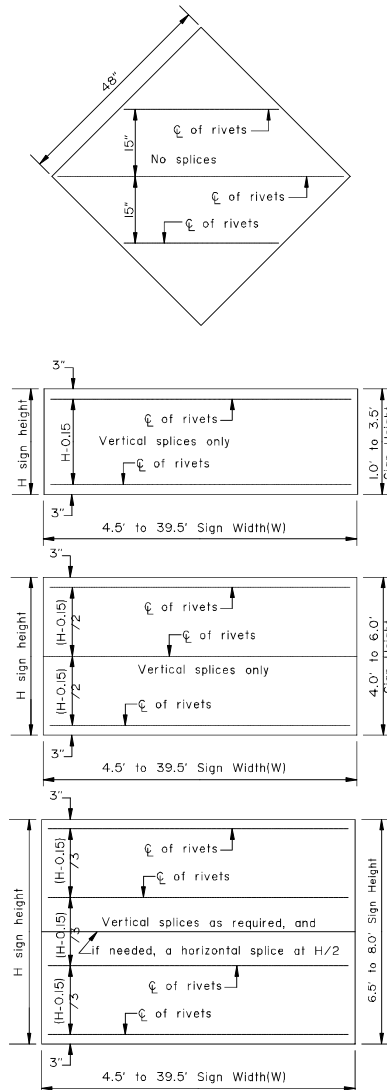 48"
℄ of rivets
15"
No splices
℄ of rivets
15"
℄ of rivets
3"
H sign height
H-0.15
℄ of rivets
Vertical splices only
℄ of rivets
1.0' to 3.5'
Sign Height
3"
4.5' to 39.5' Sign Width(W)
3"
H sign height
(H-0.15)
/2
℄ of rivets
℄ of rivets
Vertical splices only
(H-0.15)
/2
℄ of rivets
4.0' to 6.0'
Sign Height
3"
4.5' to 39.5' Sign Width(W)
3"
H sign height
(H-0.15)
/3
℄ of rivets
℄ of rivets
(H-0.15)
/3
Vertical splices as required, and
if needed, a horizontal splice at H/2
(H-0.15)
/3
℄ of rivets
℄ of rivets
6.5' to 8.0' Sign Height
3"
4.5' to 39.5' Sign Width(W)